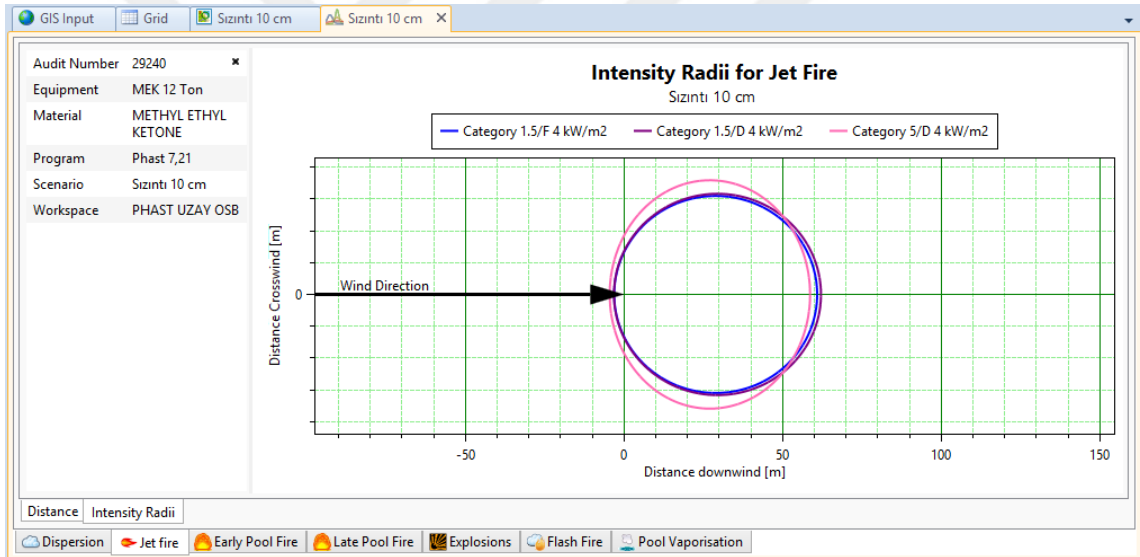 GIS Input
Grid
Sızıntı 10 cm
Sızıntı 10 cm
Audit Number 29240
Equipment MEK 12 Ton
Material METHYL ETHYL
KETONE
Program Phast 7,21
Scenario Sızıntı 10 cm
Workspace PHAST UZAY OSB
Intensity Radii for Jet Fire
Sızıntı 10 cm
Category 1.5/F 4 kW/m2 Category 1.5/D 4 kW/m2 Category 5/D 4 kW/m2
Distance Crosswind [m]
0
Wind Direction
-50 0 50 100 150
Distance downwind [m]
Distance Intensity Radii
Dispersion Jet fire Early Pool Fire Late Pool Fire Explosions Flash Fire Pool Vaporisation